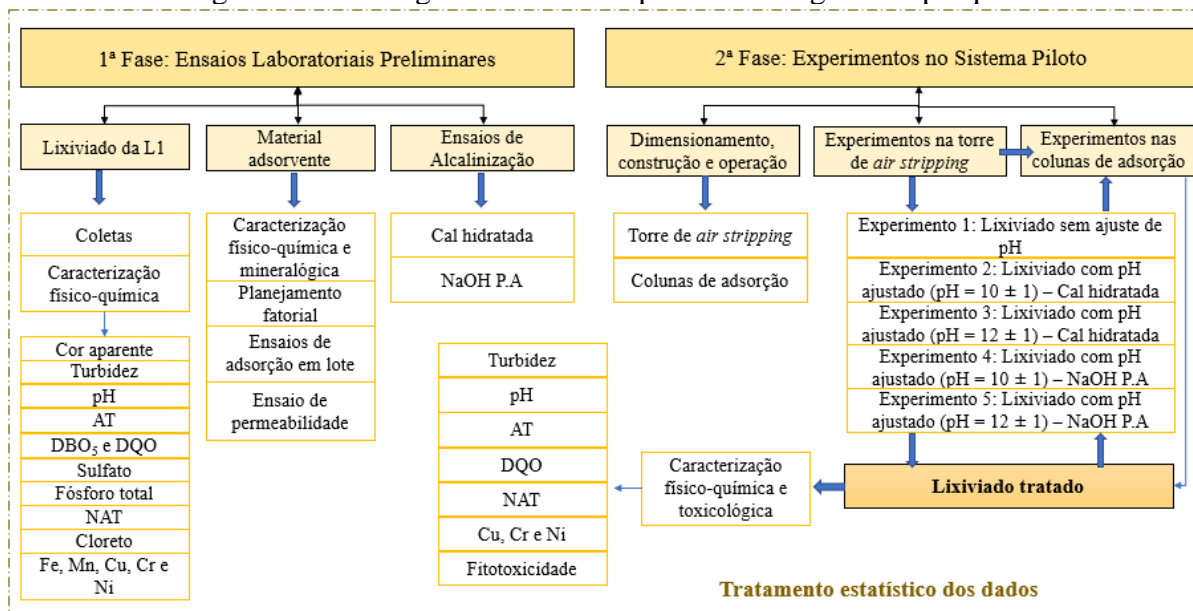 1ª Fase: Ensaios Laboratoriais Preliminares
Lixiviado da L1
Coletas
Caracterização
físico-química
Cor aparente
Turbidez
pH
AT
DBO₅ e DQO
Sulfato
Fósforo total
NAT
Cloreto
Fe, Mn, Cu, Cr e
Ni
Material
adsorvente
Caracterização
físico-química e
mineralógica
Planejamento
fatorial
Ensaios de
adsorção em lote
Ensaio de
permeabilidade
Ensaios de
Alcalinização
Cal hidratada
NaOH P.A
2ª Fase: Experimentos no Sistema Piloto
Dimensionamento,
construção e operação
Torre de air stripping
Colunas de adsorção
Experimentos na torre
de air stripping
Experimentos nas
colunas de adsorção
Experimento 1: Lixiviado sem ajuste de
pH
Experimento 2: Lixiviado com pH
ajustado (pH = 10 ± 1) – Cal hidratada
Experimento 3: Lixiviado com pH
ajustado (pH = 12 ± 1) – Cal hidratada
Experimento 4: Lixiviado com pH
ajustado (pH = 10 ± 1) – NaOH P.A
Experimento 5: Lixiviado com pH
ajustado (pH = 12 ± 1) – NaOH P.A
Lixiviado tratado
Caracterização
físico-química e
toxicológica
Turbidez
pH
AT
DQO
NAT
Cu, Cr e Ni
Fitotoxicidade
Tratamento estatístico dos dados